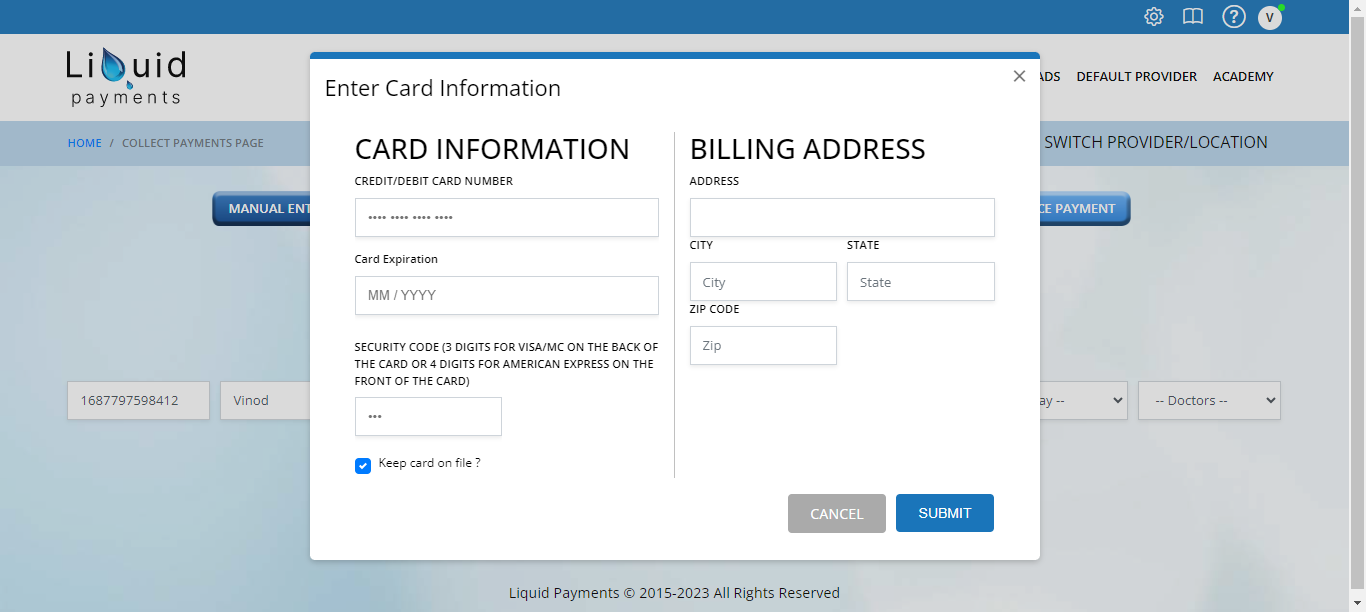 ?
V
Liquid
payments
DEFAULT PROVIDER
ACADEMY
HOME / COLLECT PAYMENTS PAGE
SWITCH PROVIDER/LOCATION
MANUAL
PAYMENT
1687797598412
Vinod
-- Doctors --
Enter Card Information
×
CARD INFORMATION
CREDIT/DEBIT CARD NUMBER
•••• •••• •••• ••••
Card Expiration
MM / YYYY
SECURITY CODE (3 DIGITS FOR VISA/MC ON THE BACK OF
THE CARD OR 4 DIGITS FOR AMERICAN EXPRESS ON THE
FRONT OF THE CARD)
•••
Keep card on file ?
BILLING ADDRESS
ADDRESS
CITY
STATE
City
State
ZIP CODE
Zip
CANCEL
SUBMIT
Liquid Payments © 2015-2023 All Rights Reserved